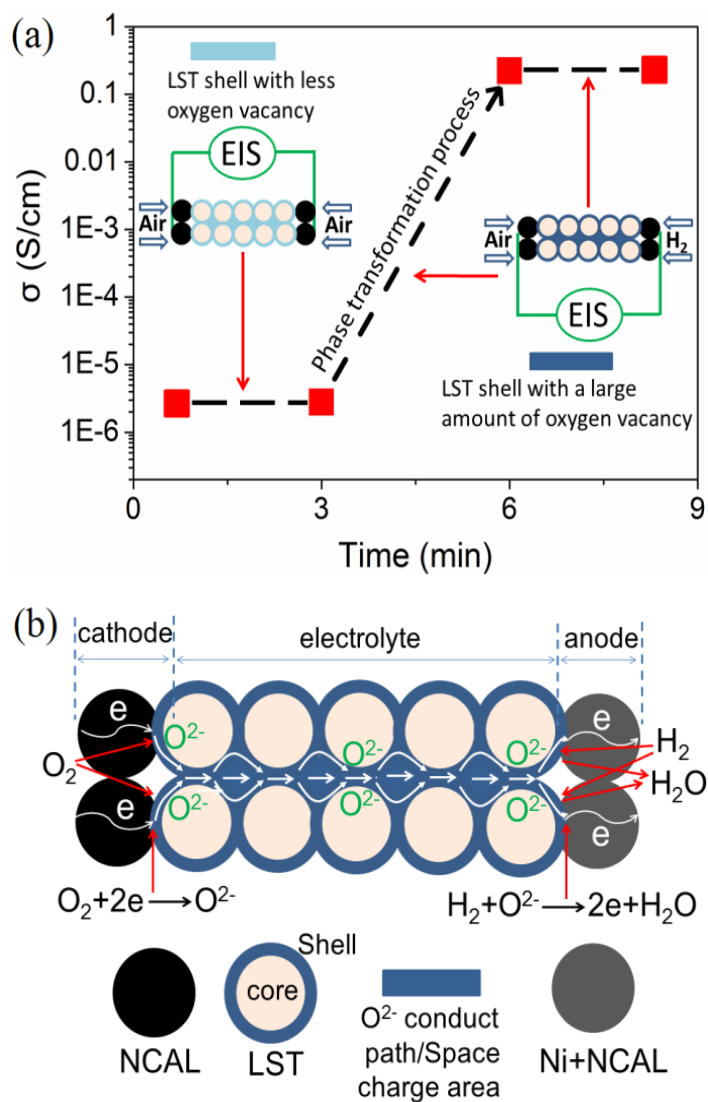 (a)
1
0.1
0.01
1E-3
1E-4
1E-5
1E-6
σ (S/cm)
LST shell with less
oxygen vacancy
EIS
Air
Air
Phase transformation process
Air
H₂
EIS
LST shell with a large
amount of oxygen vacancy
0
3
6
9
Time (min)
(b)
cathode
electrolyte
anode
e
O²⁻
O²⁻
O²⁻
H₂
O₂
H₂O
e
O²⁻
O²⁻
O²⁻
e
O₂+2e→O²⁻
H₂+O²⁻→2e+H₂O
e
Shell
core
NCAL
LST
O²⁻ conduct
path/Space
charge area
Ni+NCAL